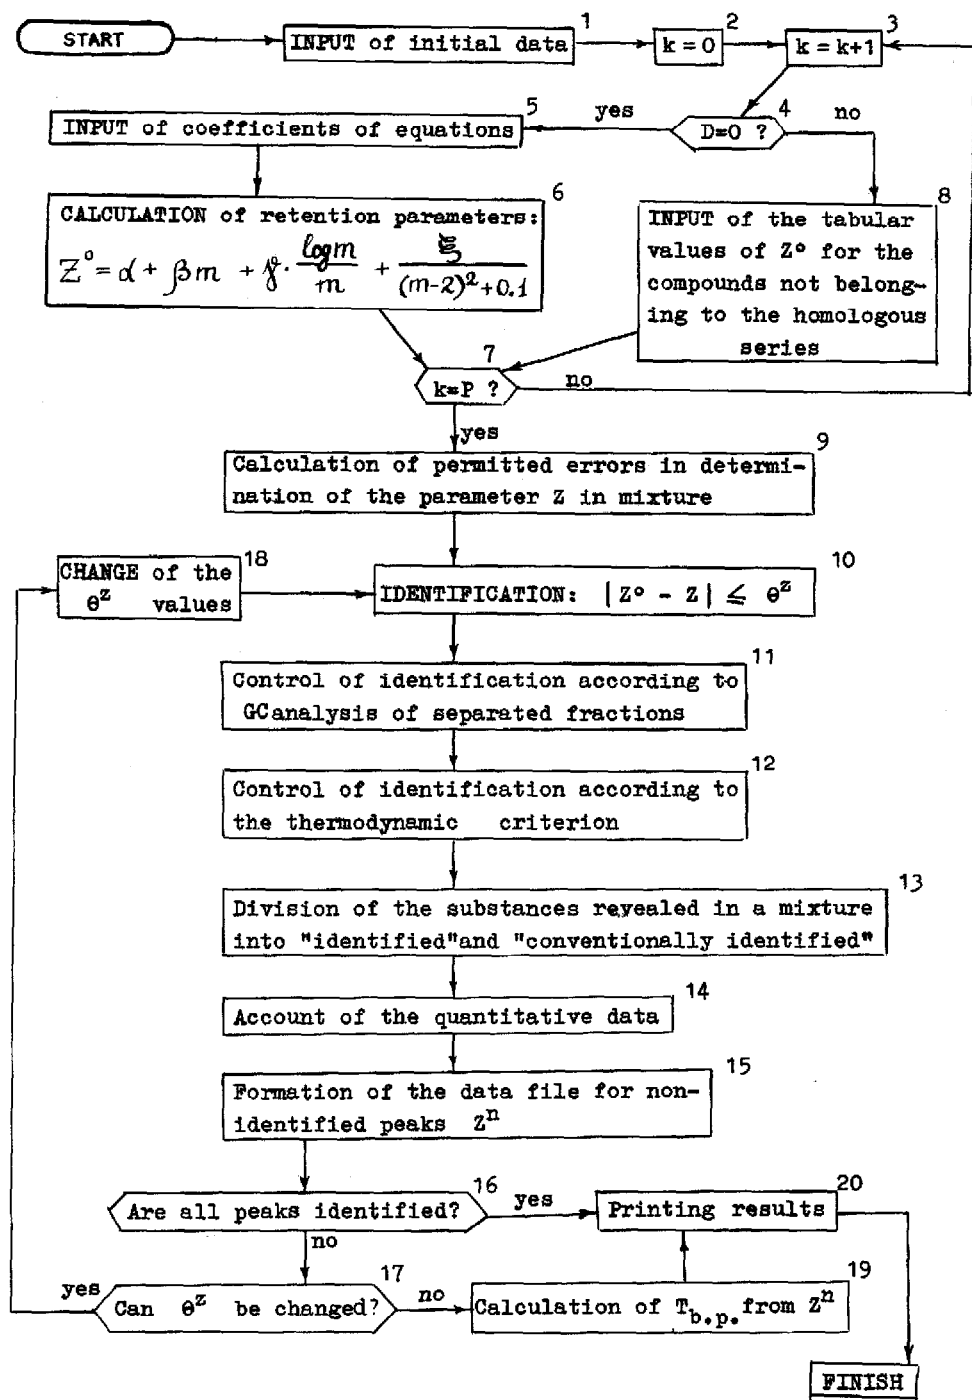 START
1
INPUT of initial data
2
k = 0
3
k = k+1
4
D=0 ?
yes
no
5
INPUT of coefficients of equations
6
CALCULATION of retention parameters:
Z° = α + βm + γ · log m / m + ξ / (m-2)² + 0.1
8
INPUT of the tabular
values of Z° for the
compounds not belong-
ing to the homologous
series
7
k=P ?
no
yes
9
Calculation of permitted errors in determi-
nation of the parameter Z in mixture
18
CHANGE of the
θᶻ values
10
IDENTIFICATION: |Z° - Z| ≤ θᶻ
11
Control of identification according to
GCanalysis of separated fractions
12
Control of identification according to
the thermodynamic criterion
13
Division of the substances revealed in a mixture
into "identified"and "conventionally identified"
14
Account of the quantitative data
15
Formation of the data file for non-
identified peaks Zⁿ
16
Are all peaks identified?
yes
no
20
Printing results
17
Can θᶻ be changed?
yes
no
19
Calculation of T b.p. from Zⁿ
FINISH